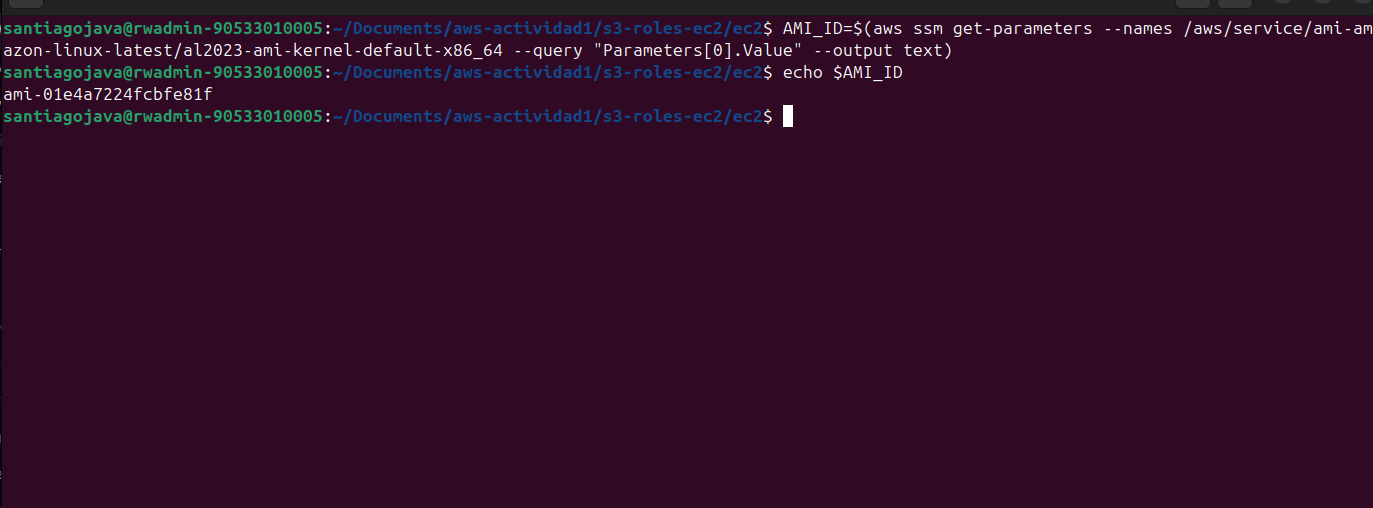 santiagojava@rwadmin-90533010005:~/Documents/aws-actividad1/s3-roles-ec2/ec2$ AMI_ID=$(aws ssm get-parameters --names /aws/service/ami-am
azon-linux-latest/al2023-ami-kernel-default-x86_64 --query "Parameters[0].Value" --output text)
santiagojava@rwadmin-90533010005:~/Documents/aws-actividad1/s3-roles-ec2/ec2$ echo $AMI_ID
ami-01e4a7224fcbfe81f
santiagojava@rwadmin-90533010005:~/Documents/aws-actividad1/s3-roles-ec2/ec2$